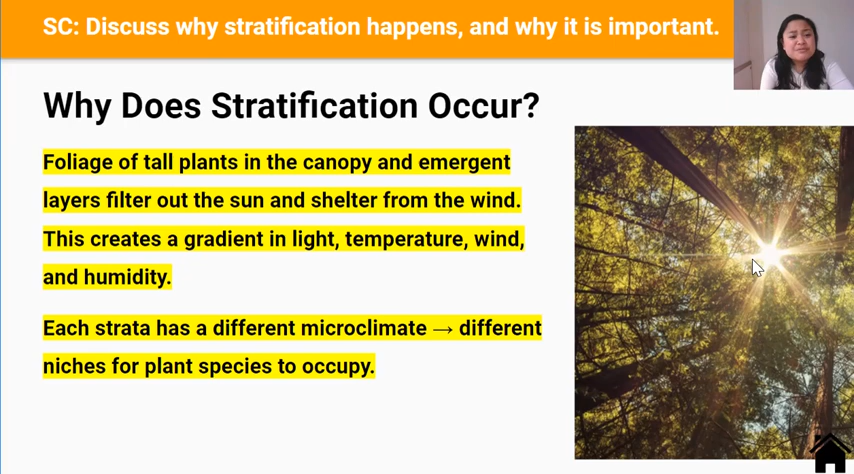 SC: Discuss why stratification happens, and why it is important.
Why Does Stratification Occur?
Foliage of tall plants in the canopy and emergent
layers filter out the sun and shelter from the wind.
This creates a gradient in light, temperature, wind,
and humidity.
Each strata has a different microclimate → different
niches for plant species to occupy.